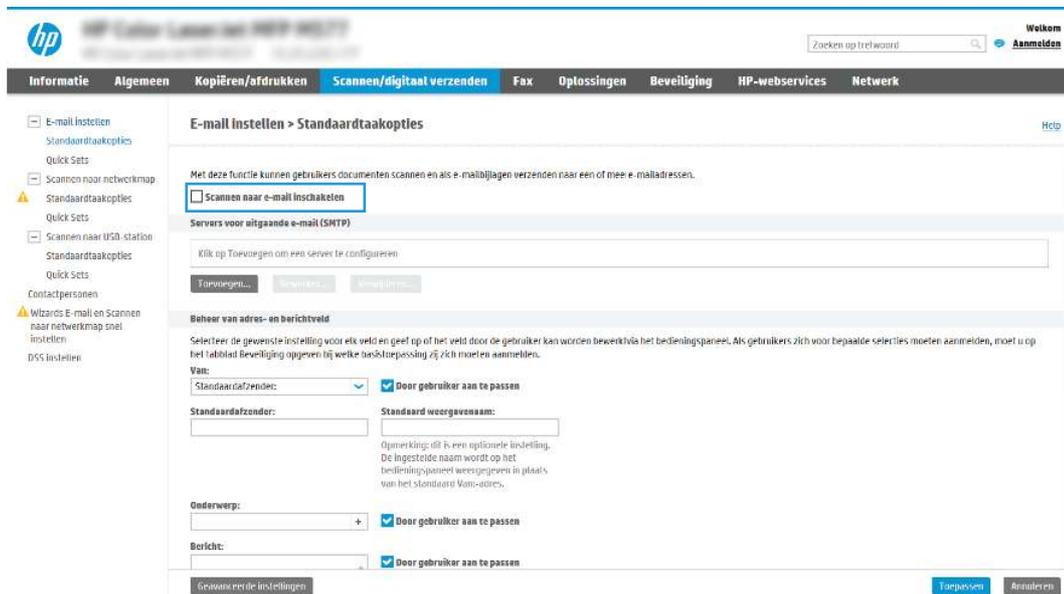 hp
Welkom
Zoeken op trefwoord
Aanmelden
Informatie Algemeen Kopiëren/afdrukken Scannen/digitaal verzenden Fax Oplossingen Beveiliging HP-webservices Netwerk
E-mail instellen
Standaardtaakopties
Quick Sets
Scannen naar netwerkmap
Standaardtaakopties
Quick Sets
Scannen naar USB-station
Standaardtaakopties
Quick Sets
Contactpersonen
Wizards E-mail en Scannen
naar netwerkmap snel
instellen
DSS instellen
E-mail instellen > Standaardtaakopties
Help
Met deze functie kunnen gebruikers documenten scannen en als e-mailbijlagen verzenden naar een of meer e-mailadressen.
Scannen naar e-mail inschakelen
Servers voor uitgaande e-mail (SMTP)
Klik op Toevoegen om een server te configureren
Toevoegen... Bewerken... Verwijderen...
Beheer van adres- en berichtveld
Selecteer de gewenste instelling voor elk veld en geef op of het veld door de gebruiker kan worden bewerktvia het bedieningspaneel. Als gebruikers zich voor bepaalde selecties moeten aanmelden, moet u op
het tabblad Beveiliging opgeven bij welke basistoepassing zij zich moeten aanmelden.
Van:
Standaardafzender: Door gebruiker aan te passen
Standaardafzender: Standaard weergavenaam:
Opmerking: dit is een optionele instelling.
De ingestelde naam wordt op het
bedieningspaneel weergegeven in plaats
van het standaard Vam:-adres.
Onderwerp:
+ Door gebruiker aan te passen
Bericht:
Door gebruiker aan te passen
Geavanceerde instellingen Toepassen Annuleren